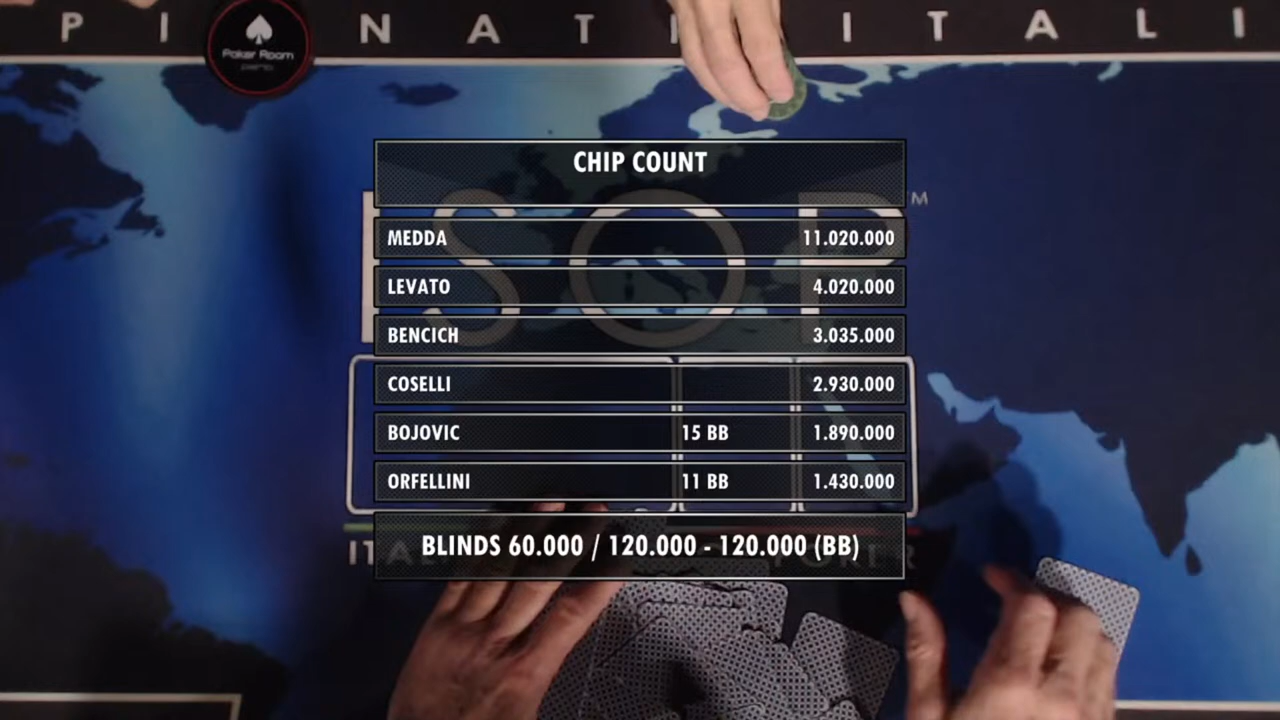 P I N A T I I T A L I
Poker Room
CHIP COUNT
ISOP™
MEDDA 11.020.000
LEVATO 4.020.000
BENCICH 3.035.000
COSELLI 2.930.000
BOJOVIC 15 BB 1.890.000
ORFELLINI 11 BB 1.430.000
BLINDS 60.000 / 120.000 - 120.000 (BB)